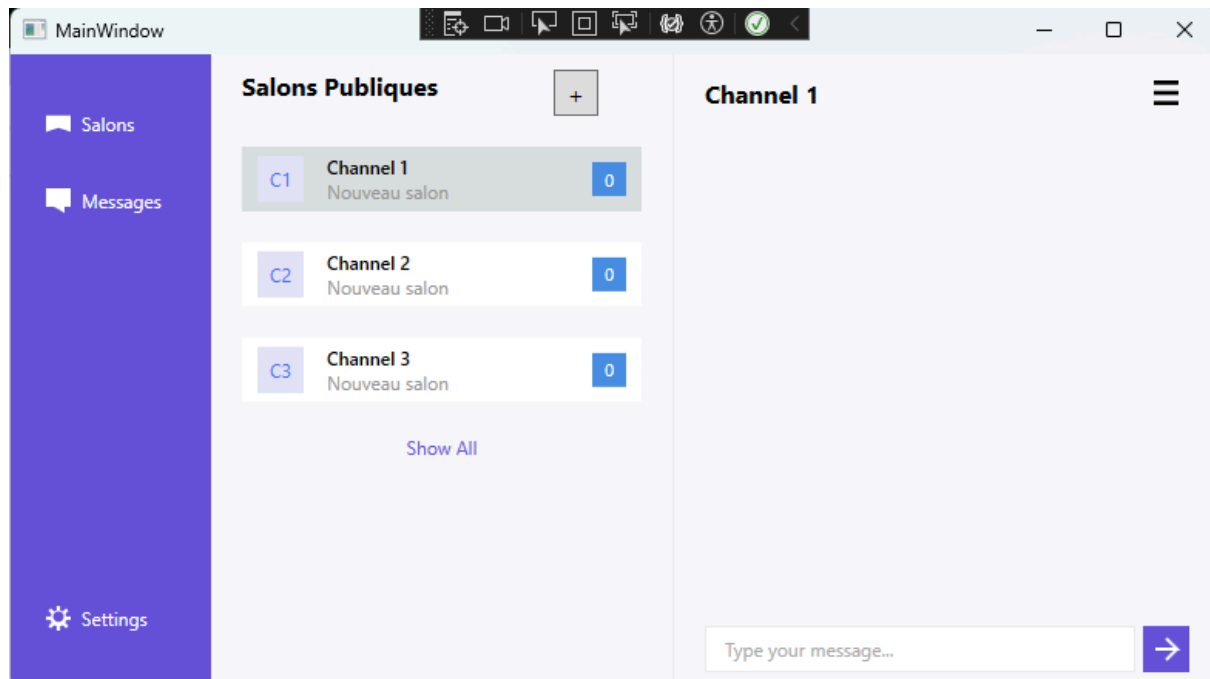 MainWindow
Salons
Messages
Settings
Salons Publiques
+
C1
Channel 1
Nouveau salon
0
C2
Channel 2
Nouveau salon
0
C3
Channel 3
Nouveau salon
0
Show All
Channel 1
Type your message...